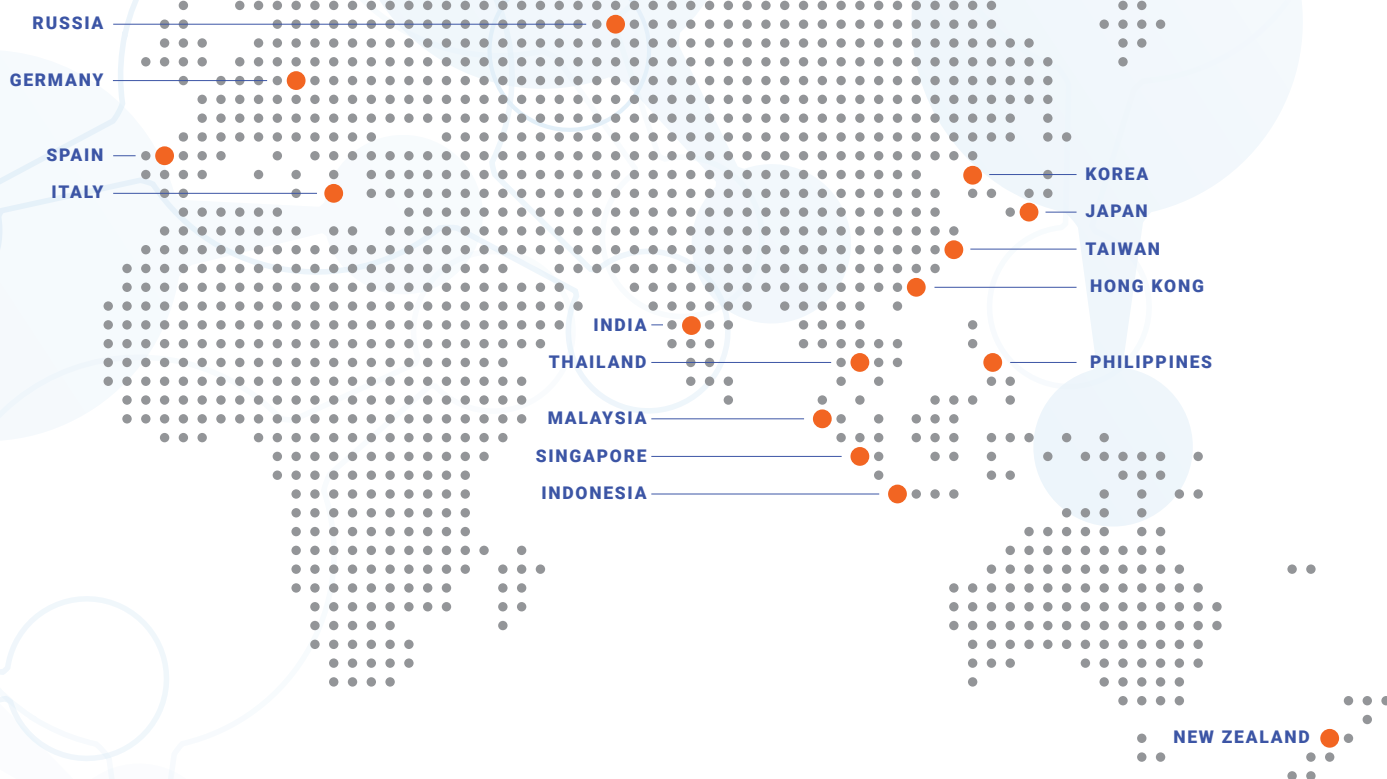 RUSSIA
GERMANY
SPAIN
ITALY
KOREA
JAPAN
TAIWAN
HONG KONG
INDIA
THAILAND
PHILIPPINES
MALAYSIA
SINGAPORE
INDONESIA
NEW ZEALAND